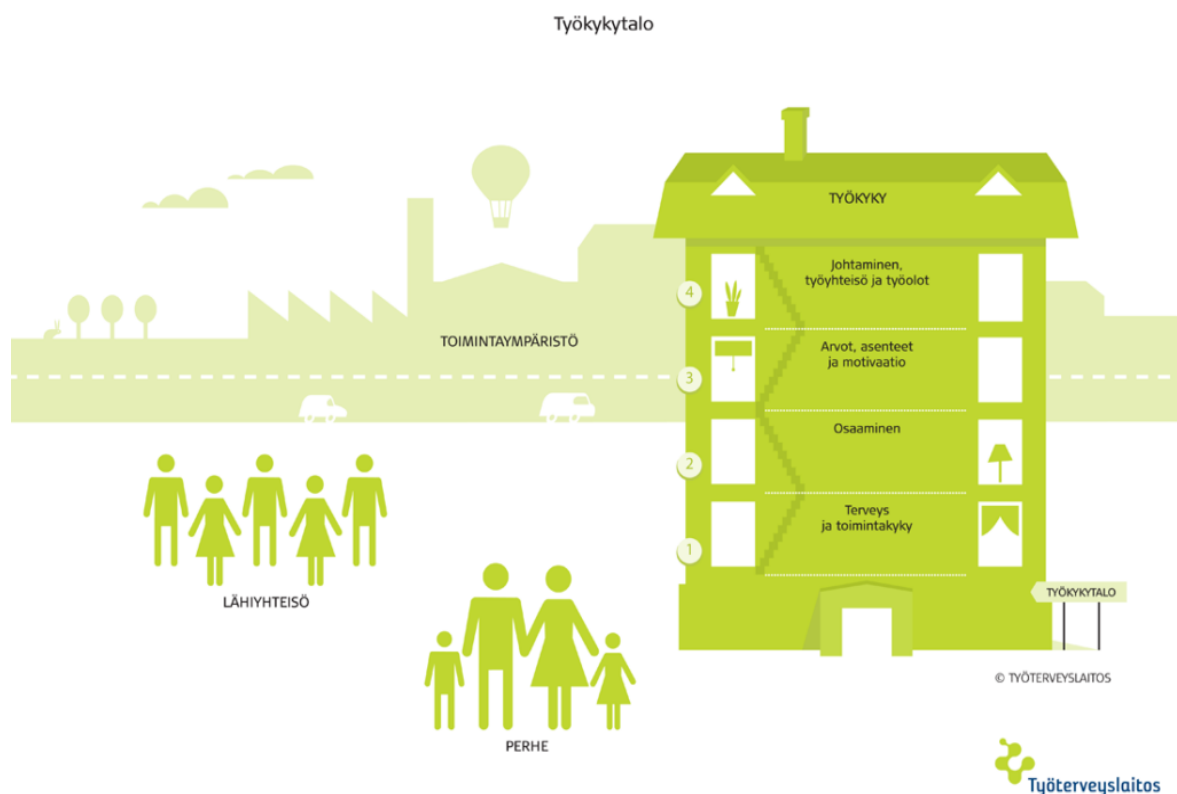 Työkykytalo
TYÖKYKY
Johtaminen,
työyhteisö ja työolot
4
TOIMINTAYMPÄRISTÖ
Arvot, asenteet
ja motivaatio
3
Osaaminen
2
Terveys
ja toimintakyky
1
LÄHIYHTEISÖ
TYÖKYKYTALO
© TYÖTERVEYSLAITOS
PERHE
Työterveyslaitos